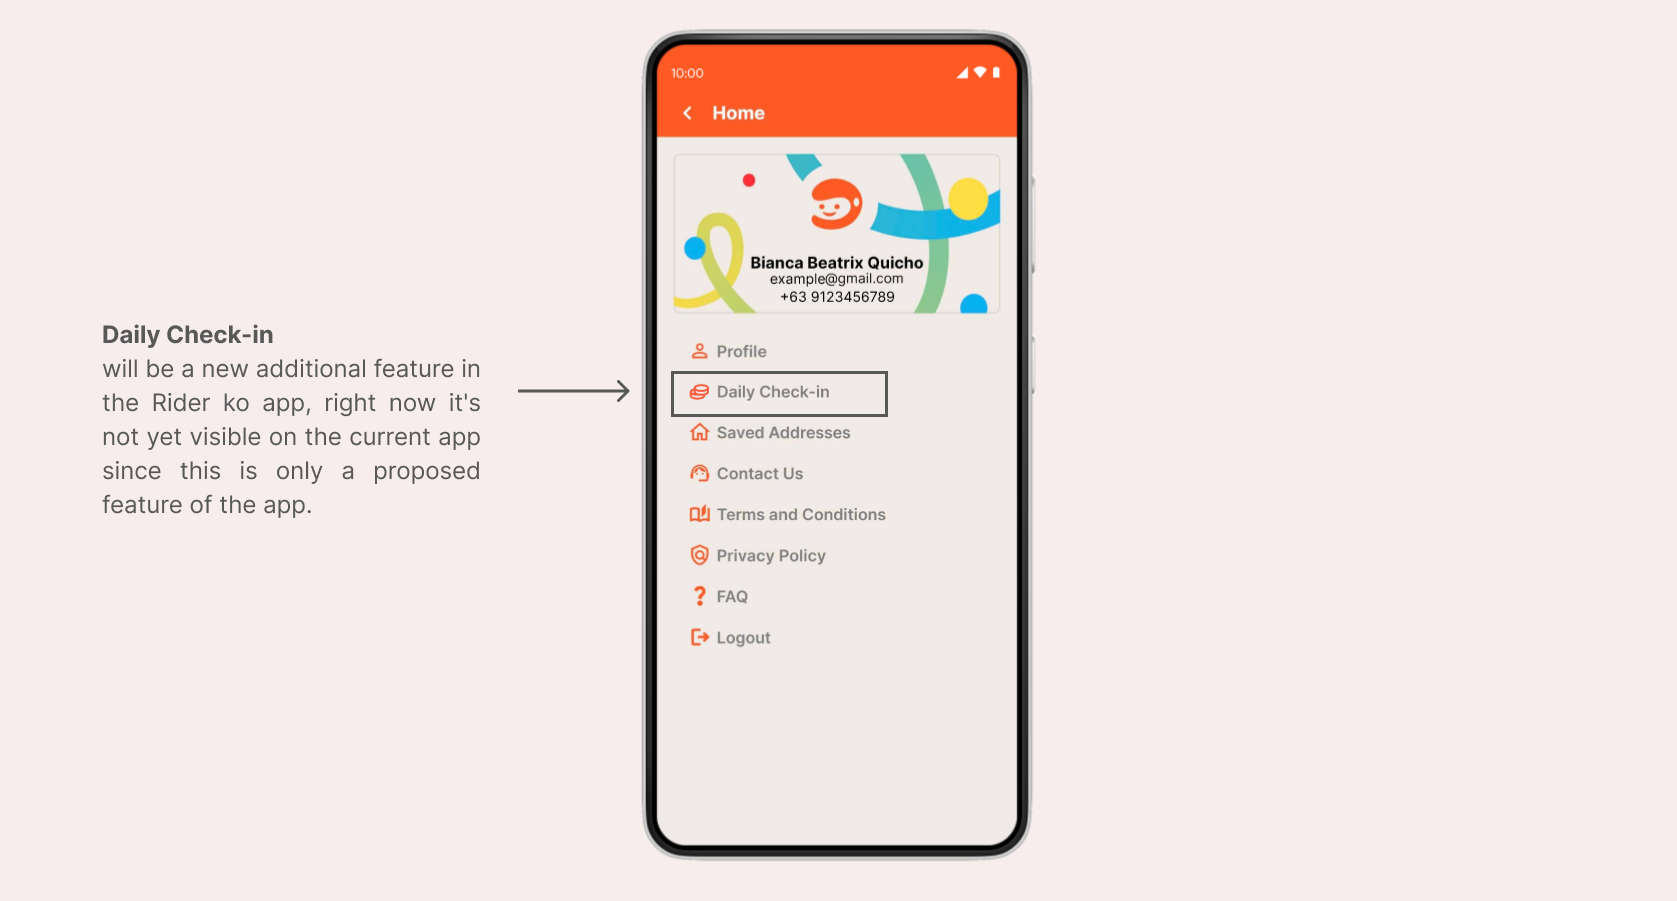 Daily Check-in
will be a new additional feature in
the Rider ko app, right now it's
not yet visible on the current app
since this is only a proposed
feature of the app.
10:00
Home
Bianca Beatrix Quicho
example@gmail.com
+63 9123456789
Profile
Daily Check-in
Saved Addresses
Contact Us
Terms and Conditions
Privacy Policy
FAQ
Logout